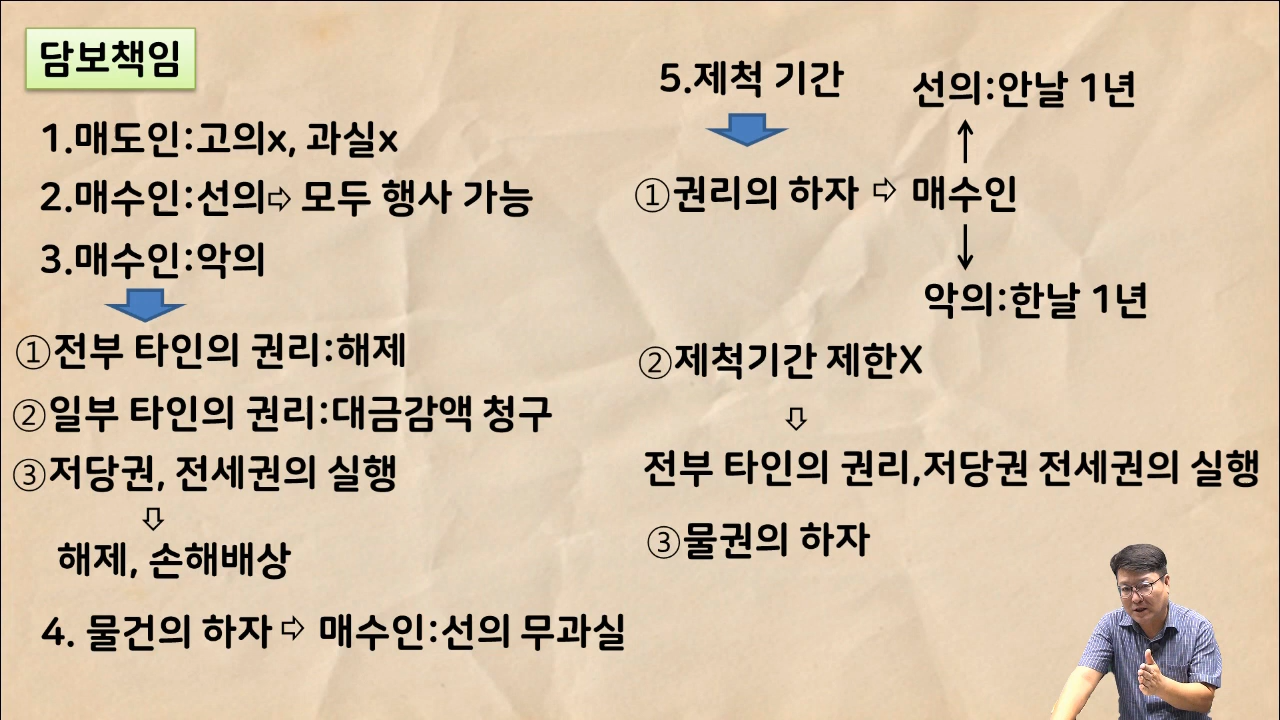 담보책임
1.매도인:고의x, 과실x
2.매수인:선의⇨ 모두 행사 가능
3.매수인:악의
①전부 타인의 권리:해제
②일부 타인의 권리:대금감액 청구
③저당권, 전세권의 실행
해제, 손해배상
4. 물건의 하자⇨ 매수인:선의 무과실
5.제척 기간
선의:안날 1년
①권리의 하자 ⇨ 매수인
악의:한날 1년
②제척기간 제한X
전부 타인의 권리,저당권 전세권의 실행
③물권의 하자